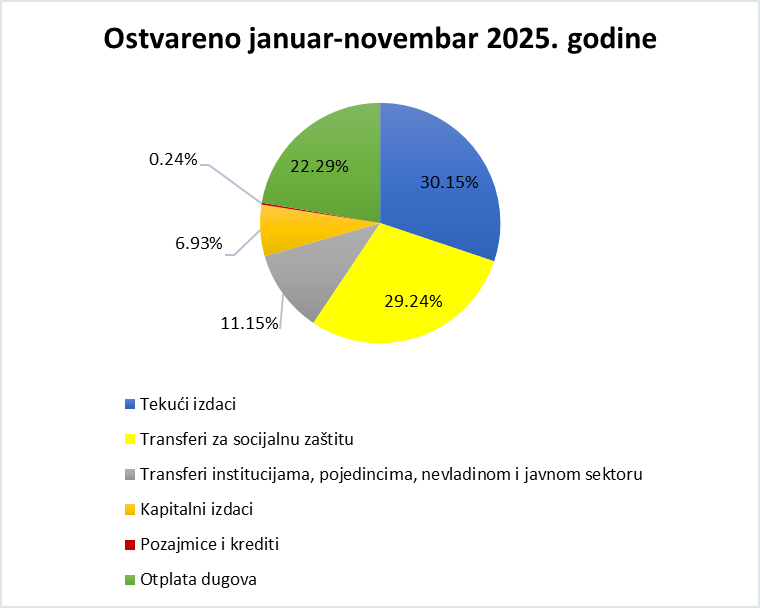 Ostvareno januar-novembar 2025. godine
0.24%
22.29%
30.15%
6.93%
29.24%
11.15%
Tekući izdaci
Transferi za socijalnu zaštitu
Transferi institucijama, pojedincima, nevladinom i javnom sektoru
Kapitalni izdaci
Pozajmice i krediti
Otplata dugova